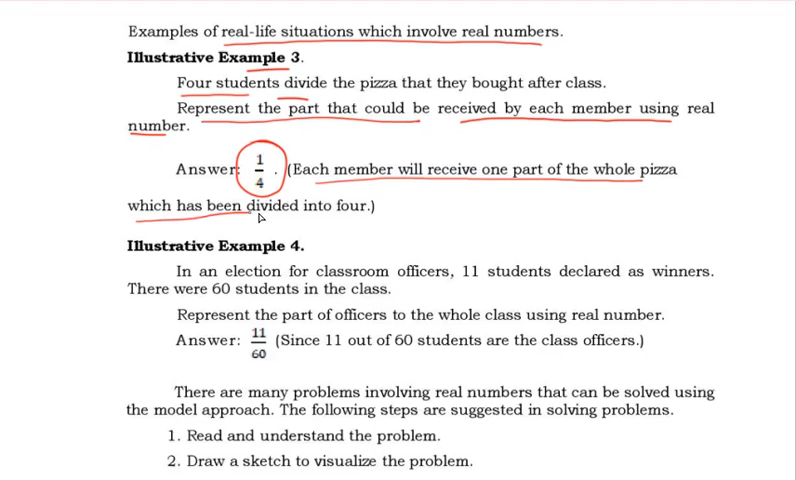 Examples of real-life situations which involve real numbers.
Illustrative Example 3.
Four students divide the pizza that they bought after class.
Represent the part that could be received by each member using real
number.
Answer: 1/4 . (Each member will receive one part of the whole pizza
which has been divided into four.)
Illustrative Example 4.
In an election for classroom officers, 11 students declared as winners.
There were 60 students in the class.
Represent the part of officers to the whole class using real number.
Answer: 11/60 (Since 11 out of 60 students are the class officers.)
There are many problems involving real numbers that can be solved using
the model approach. The following steps are suggested in solving problems.
1. Read and understand the problem.
2. Draw a sketch to visualize the problem.